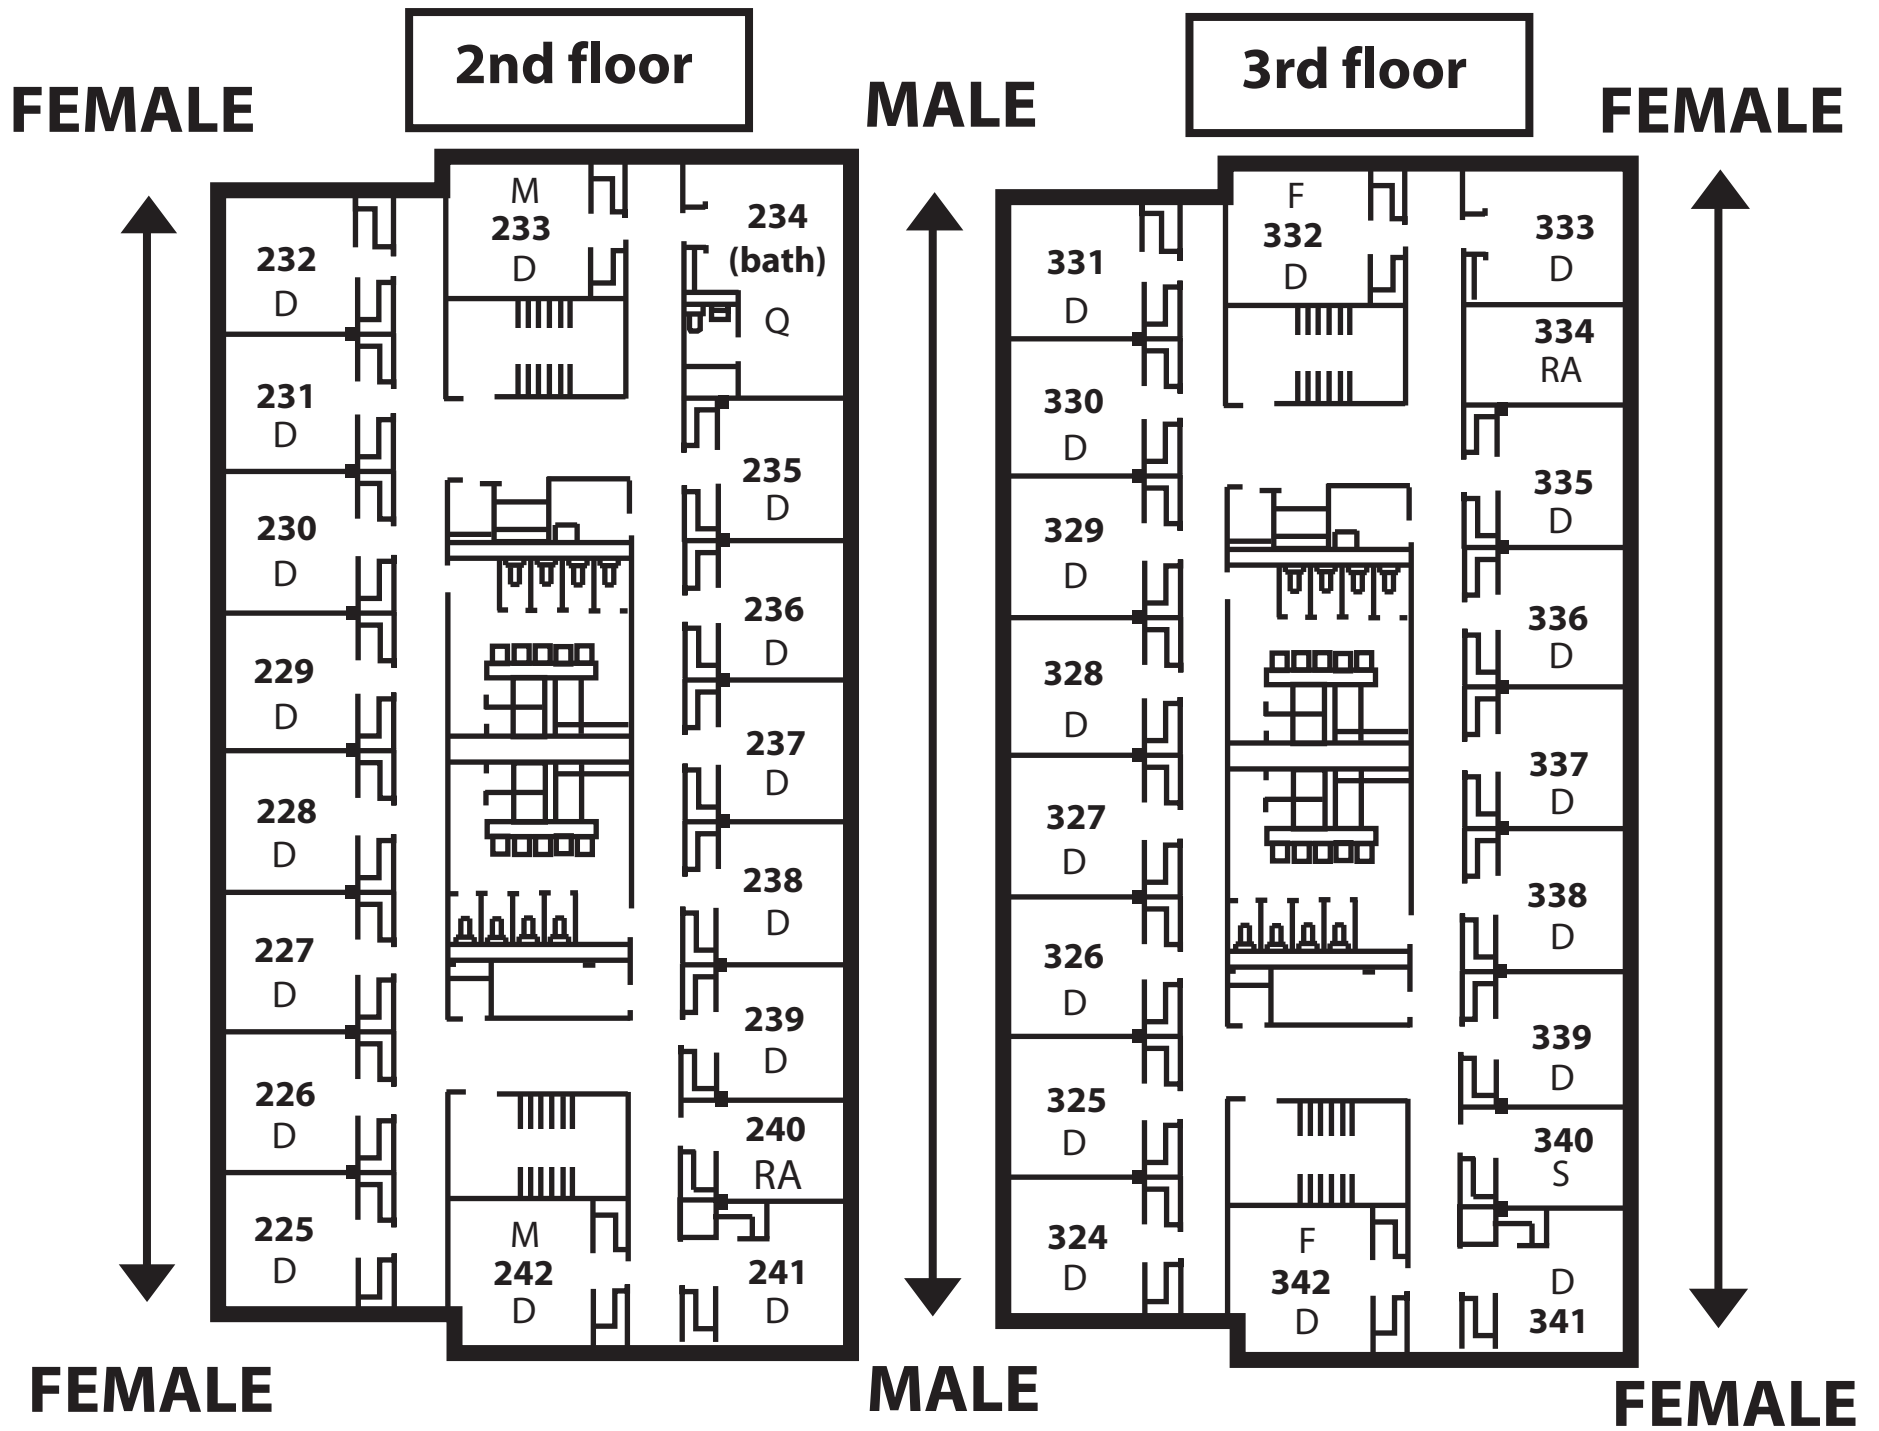 2nd floor
3rd floor
FEMALE
MALE
FEMALE
232
D
231
D
230
D
229
D
228
D
227
D
226
D
225
D
M
233
D
M
242
D
234
(bath)
Q
235
D
236
D
237
D
238
D
239
D
240
RA
241
D
331
D
330
D
329
D
328
D
327
D
326
D
325
D
324
D
F
332
D
F
342
D
333
D
334
RA
335
D
336
D
337
D
338
D
339
D
340
S
D
341
FEMALE
MALE
FEMALE